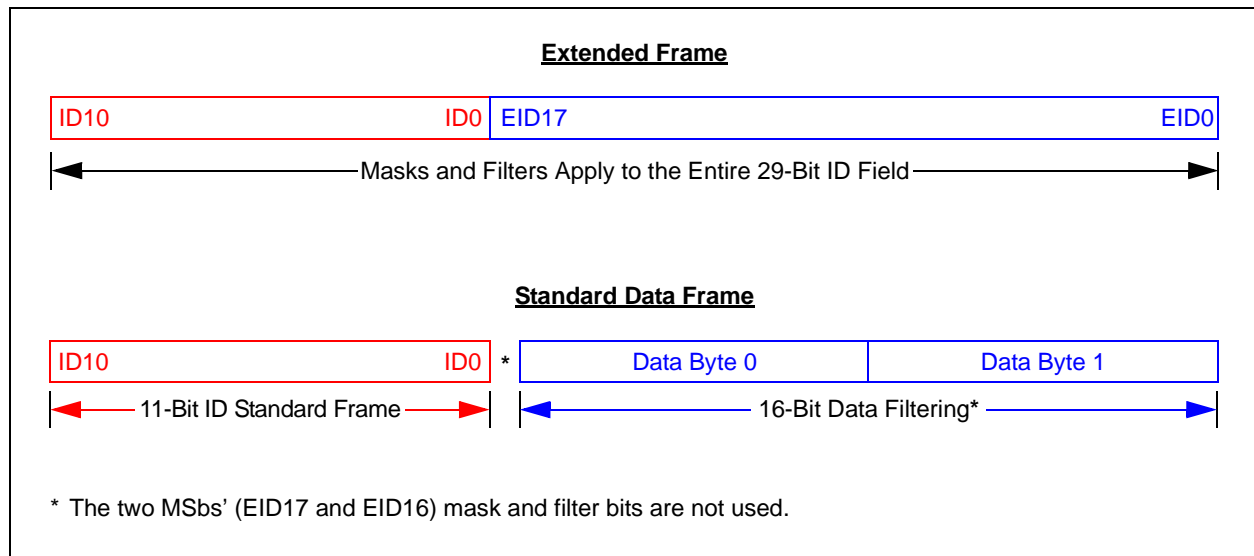 Extended Frame
ID10 ID0 EID17 EID0
Masks and Filters Apply to the Entire 29-Bit ID Field
Standard Data Frame
ID10 ID0 * Data Byte 0 Data Byte 1
11-Bit ID Standard Frame 16-Bit Data Filtering*
* The two MSbs’ (EID17 and EID16) mask and filter bits are not used.